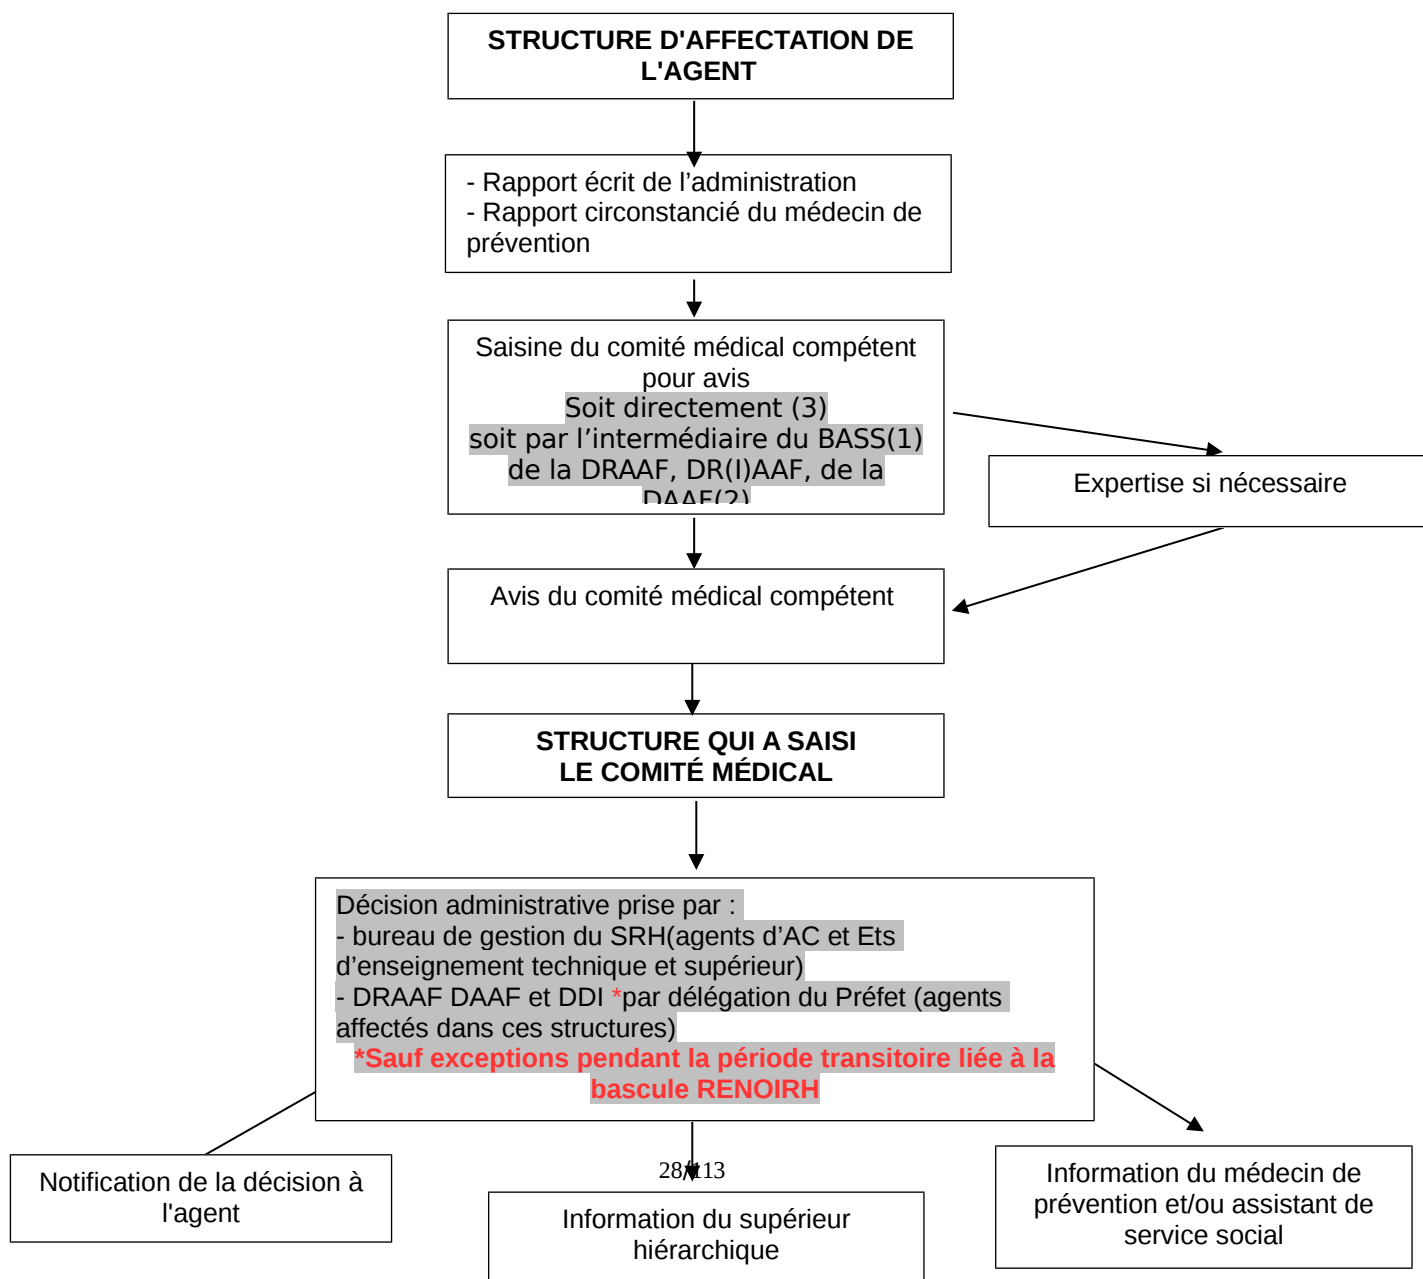 STRUCTURE D'AFFECTATION DE
L'AGENT
- Rapport écrit de l’administration
- Rapport circonstancié du médecin de
prévention
Saisine du comité médical compétent
pour avis
Soit directement (3)
soit par l’intermédiaire du BASS(1)
de la DRAAF, DR(I)AAF, de la
DAAF(2)
Expertise si nécessaire
Avis du comité médical compétent
STRUCTURE QUI A SAISI
LE COMITÉ MÉDICAL
Décision administrative prise par :
- bureau de gestion du SRH(agents d’AC et Ets
d’enseignement technique et supérieur)
- DRAAF DAAF et DDI *par délégation du Préfet (agents
affectés dans ces structures)
*Sauf exceptions pendant la période transitoire liée à la
bascule RENOIRH
Notification de la décision à
l'agent
28/113
Information du supérieur
hiérarchique
Information du médecin de
prévention et/ou assistant de
service social